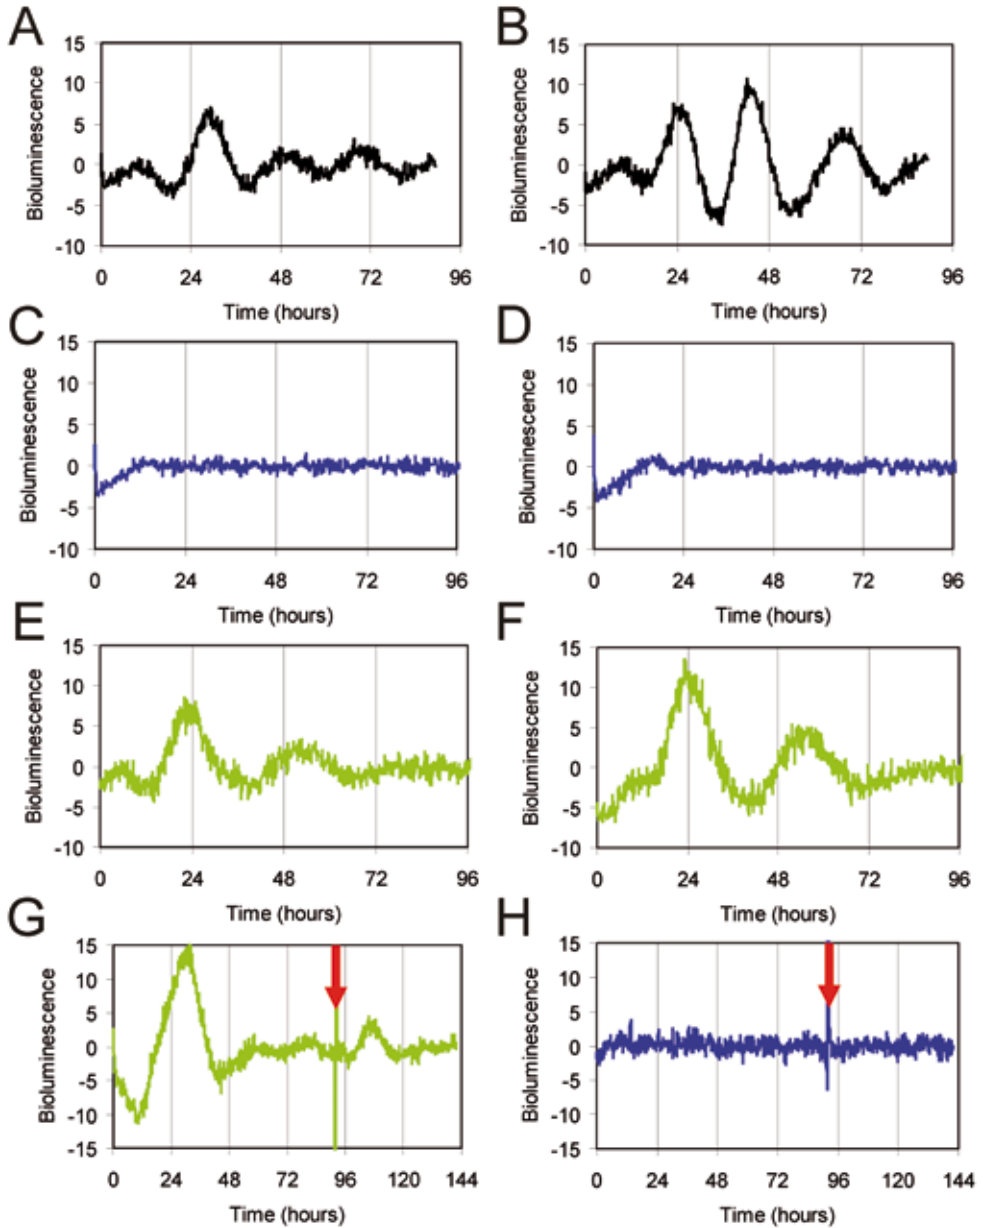 A B
15 15
10 10
5 5
0 0
-5 -5
-10 -10
Bioluminescence Bioluminescence
0 24 48 72 96 0 24 48 72 96
Time (hours) Time (hours)
C D
15 15
10 10
5 5
0 0
-5 -5
-10 -10
Bioluminescence Bioluminescence
0 24 48 72 96 0 24 48 72 96
Time (hours) Time (hours)
E F
15 15
10 10
5 5
0 0
-5 -5
-10 -10
Bioluminescence Bioluminescence
0 24 48 72 96 0 24 48 72 96
Time (hours) Time (hours)
G H
15 15
10 10
5 5
0 0
-5 -5
-10 -10
-15 -15
Bioluminescence Bioluminescence
0 24 48 72 96 120 144 0 24 48 72 96 120 144
Time (hours) Time (hours)